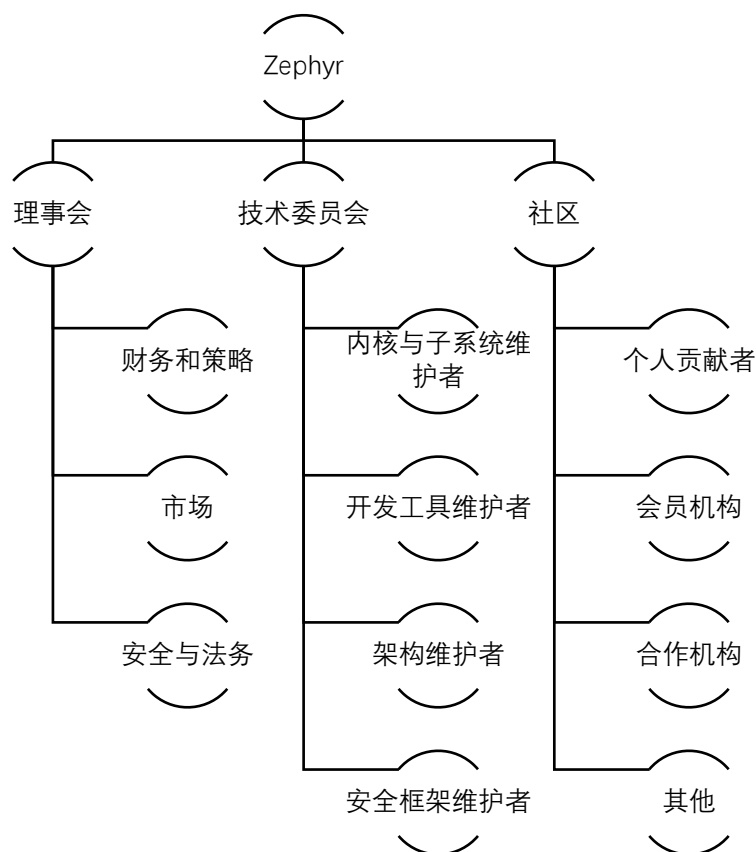 Zephyr
理事会
技术委员会
社区
财务和策略
内核与子系统维
护者
个人贡献者
市场
开发工具维护者
会员机构
安全与法务
架构维护者
合作机构
安全框架维护者
其他